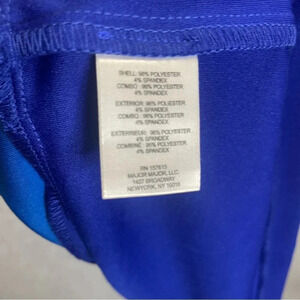 SHELL: 96% POLYESTER
4% SPANDEX
COMBO : 96% POLYESTER
4% SPANDEX
EXTERIOR: 96% POLYESTER
4% SPANDEX
COMBO: 96% POLYESTER
4% SPANDEX
EXTERIEUR: 96% POLYESTER
4% SPANDEX
COMBINE: 96% POLYESTER
4% SPANDEX
RN 157613
MAJOR MAJOR, LLC.
1407 BROADWAY
NEWYORK, NY 10018